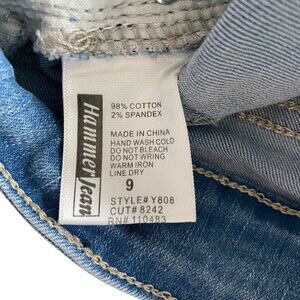 Hammer Jean
98% COTTON
2% SPANDEX
MADE IN CHINA
HAND WASH COLD
DO NOT BLEACH
DO NOT WRING
WARM IRON
LINE DRY
9
STYLE# Y808
CUT# 8242
RN# 110483